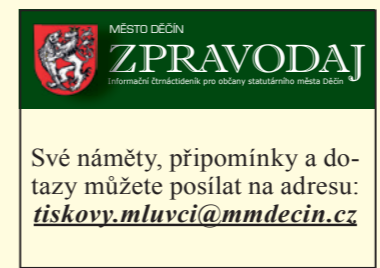 MĚSTO DĚČÍN
ZPRAVODAJ
Informační čtrnáctideník pro občany statutárního města Děčín
Své náměty, připomínky a do-
tazy můžete posílat na adresu:
tiskovy.mluvci@mmdecin.cz